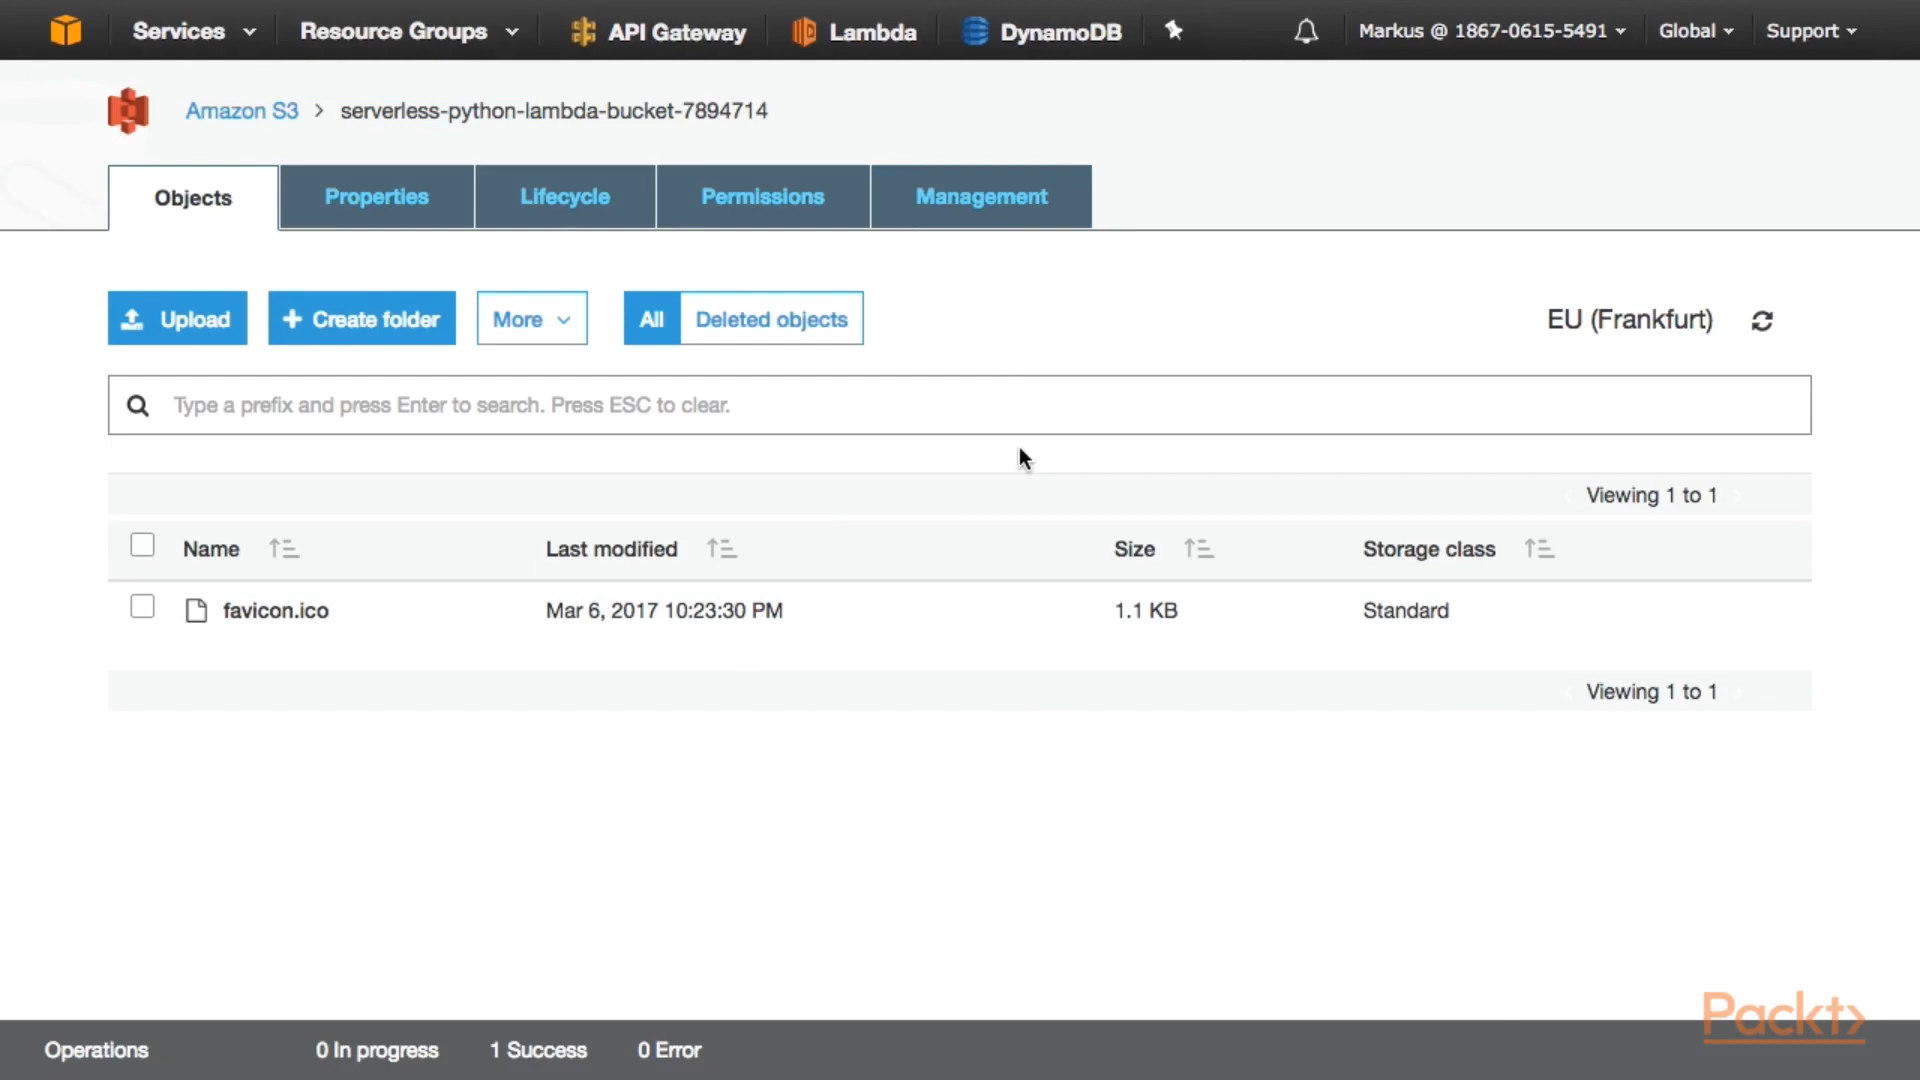 Services
Resource Groups
API Gateway
Lambda
DynamoDB
Markus @ 1867-0615-5491
Global
Support
Amazon S3 > serverless-python-lambda-bucket-7894714
Objects
Properties
Lifecycle
Permissions
Management
Upload
+ Create folder
More
All
Deleted objects
EU (Frankfurt)
Type a prefix and press Enter to search. Press ESC to clear.
Viewing 1 to 1
Name
Last modified
Size
Storage class
favicon.ico
Mar 6, 2017 10:23:30 PM
1.1 KB
Standard
Viewing 1 to 1
Packt>
Operations
0 In progress
1 Success
0 Error